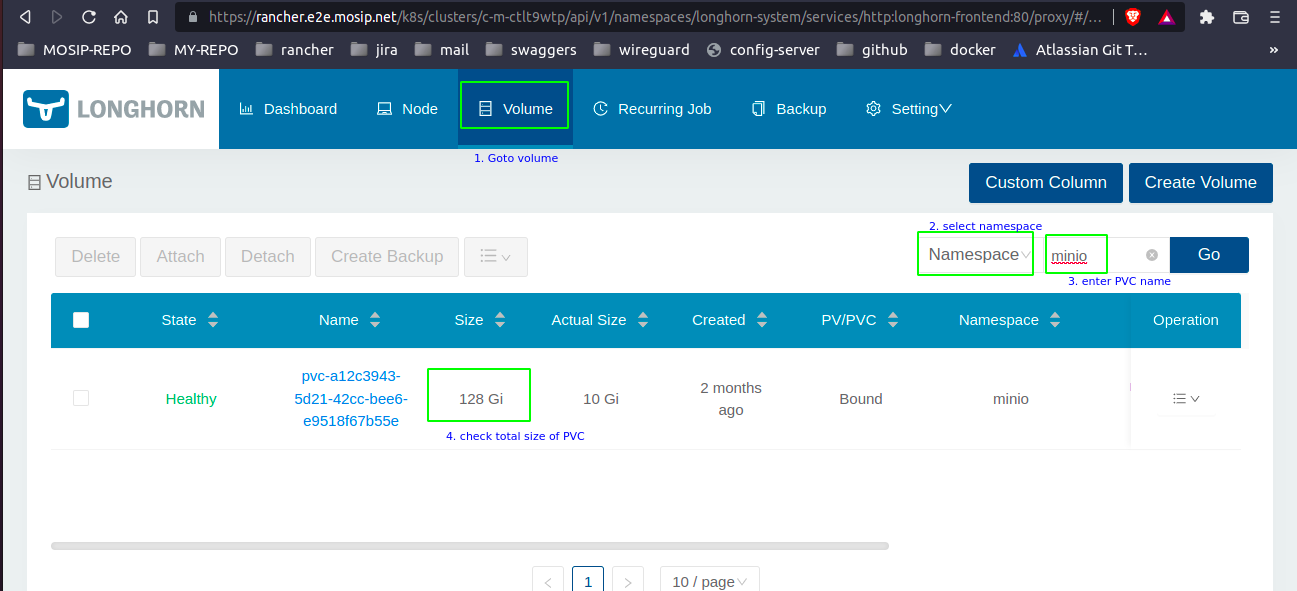 https://rancher.e2e.mosip.net/k8s/clusters/c-m-ctlt9wtp/api/v1/namespaces/longhorn-system/services/http:longhorn-frontend:80/proxy/#/...
MOSIP-REPO MY-REPO rancher jira mail swaggers wireguard config-server github docker Atlassian Git T... »
LONGHORN Dashboard Node Volume Recurring Job Backup Setting
1. Goto volume
Volume Custom Column Create Volume
2. select namespace
Delete Attach Detach Create Backup Namespace minio Go
3. enter PVC name
State Name Size Actual Size Created PV/PVC Namespace Operation
pvc-a12c3943-
5d21-42cc-bee6-
e9518f67b55e
Healthy 128 Gi 10 Gi 2 months
ago
Bound minio
4. check total size of PVC
< 1 > 10 / page